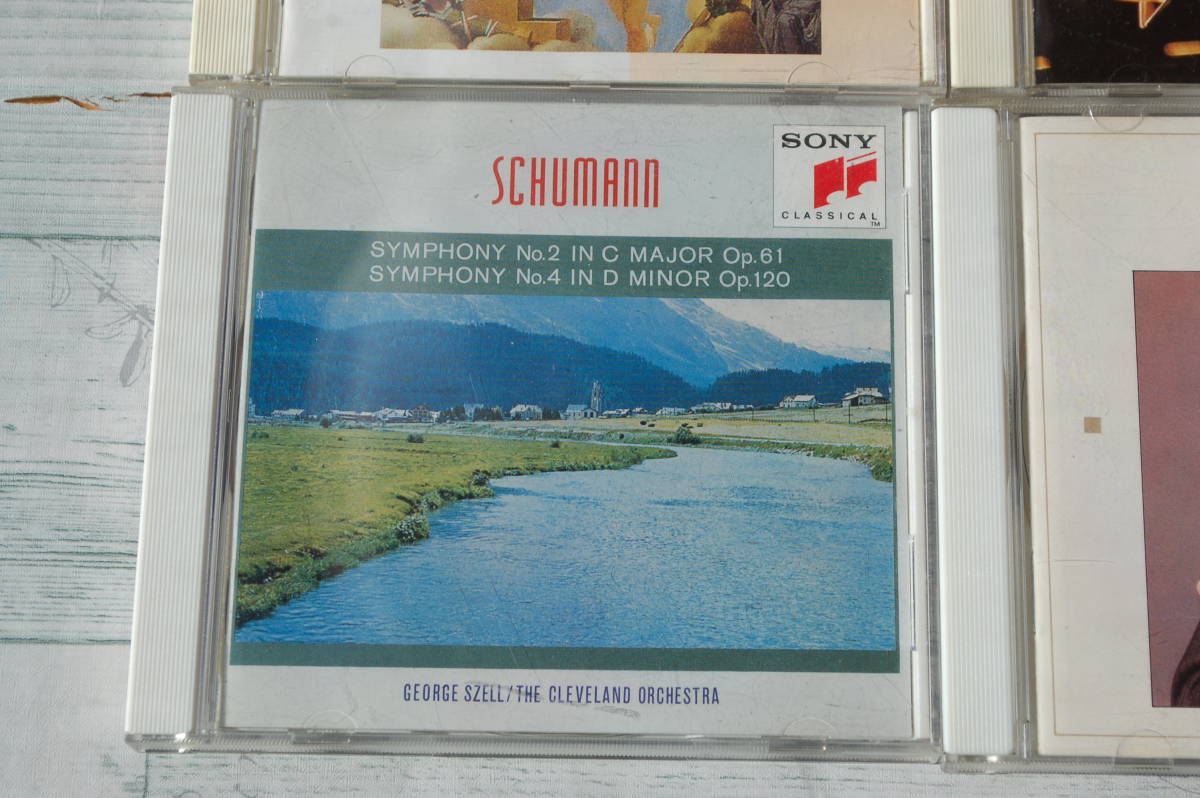 SCHUMANN
SONY
CLASSICAL
TM
SYMPHONY No.2 IN C MAJOR Op.61
SYMPHONY No.4 IN D MINOR Op.120
GEORGE SZELL/THE CLEVELAND ORCHESTRA